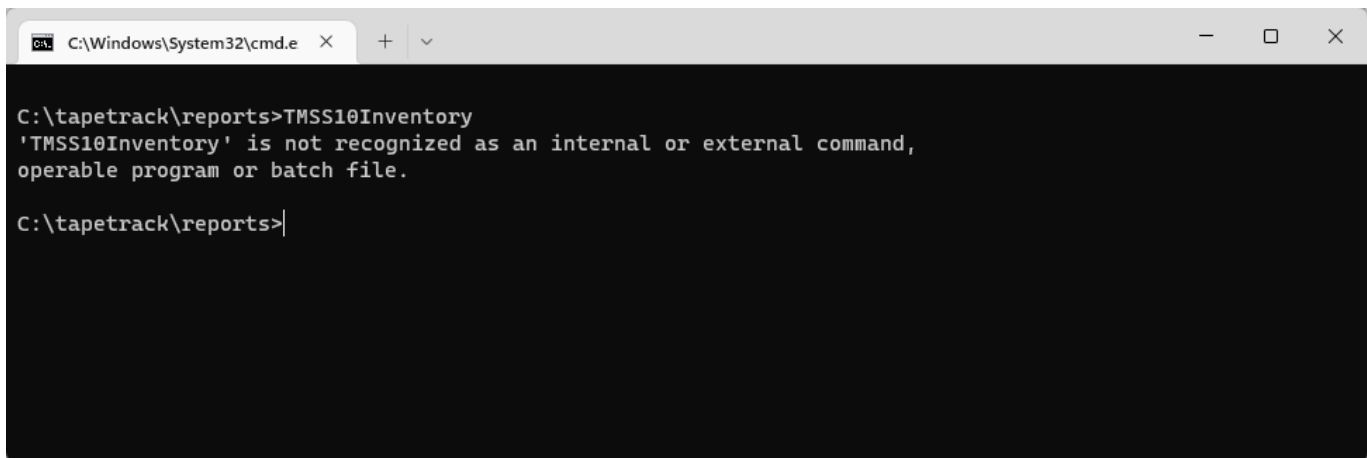 C:\Windows\System32\cmd.e
C:\tapetrack\reports>TMSS10Inventory
'TMSS10Inventory' is not recognized as an internal or external command,
operable program or batch file.
C:\tapetrack\reports>